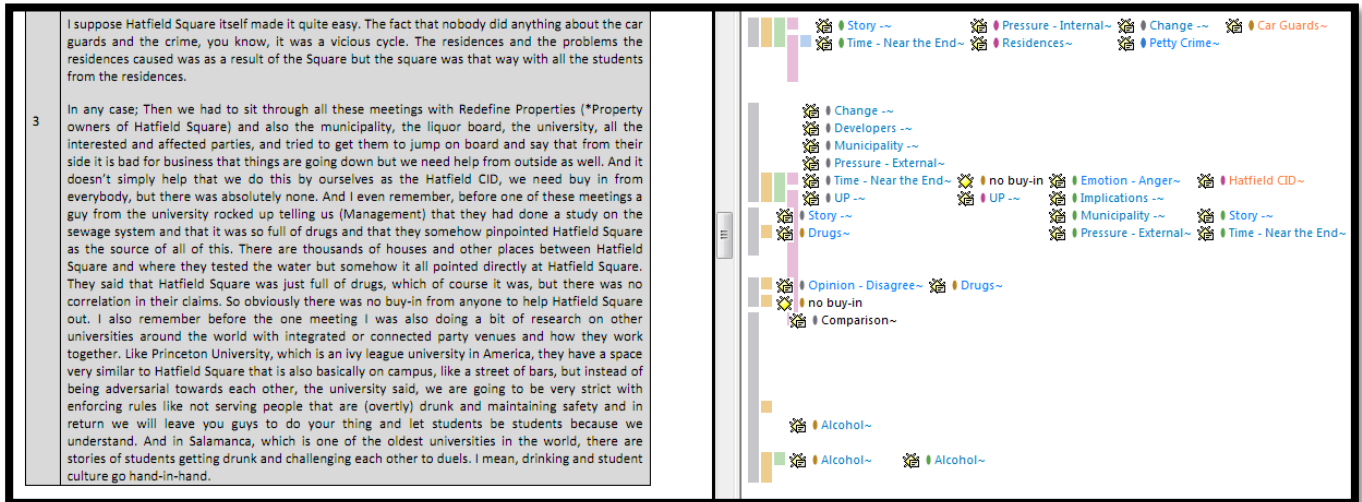 I suppose Hatfield Square itself made it quite easy. The fact that nobody did anything about the car
guards and the crime, you know, it was a vicious cycle. The residences and the problems the
residences caused was as a result of the Square but the square was that way with all the students
from the residences.
3
In any case; Then we had to sit through all these meetings with Redefine Properties (*Property
owners of Hatfield Square) and also the municipality, the liquor board, the university, all the
interested and affected parties, and tried to get them to jump on board and say that from their
side it is bad for business that things are going down but we need help from outside as well. And it
doesn't simply help that we do this by ourselves as the Hatfield CID, we need buy in from
everybody, but there was absolutely none. And I even remember, before one of these meetings a
guy from the university rocked up telling us (Management) that they had done a study on the
sewage system and that it was so full of drugs and that they somehow pinpointed Hatfield Square
as the source of all of this. There are thousands of houses and other places between Hatfield
Square and where they tested the water but somehow it all pointed directly at Hatfield Square.
They said that Hatfield Square was just full of drugs, which of course it was, but there was no
correlation in their claims. So obviously there was no buy-in from anyone to help Hatfield Square
out. I also remember before the one meeting I was also doing a bit of research on other
universities around the world with integrated or connected party venues and how they work
together. Like Princeton University, which is an ivy league university in America, they have a space
very similar to Hatfield Square that is also basically on campus, like a street of bars, but instead of
being adversarial towards each other, the university said, we are going to be very strict with
enforcing rules like not serving people that are (overtly) drunk and maintaining safety and in
return we will leave you guys to do your thing and let students be students because we
understand. And in Salamanca, which is one of the oldest universities in the world, there are
stories of students getting drunk and challenging each other to duels. I mean, drinking and student
culture go hand-in-hand.
Story -~ Pressure - Internal~ Change -~ Car Guards~
Time - Near the End~ Residences~ Petty Crime~
Change -~
Developers -~
Municipality -~
Pressure - External~
Time - Near the End~ no buy-in Emotion - Anger~ Hatfield CID~
UP -~ UP -~ Implications -~
Story -~ Municipality -~ Story -~
Drugs~ Pressure - External~ Time - Near the End~
Opinion - Disagree~ Drugs~
no buy-in
Comparison~
Alcohol~
Alcohol~ Alcohol~